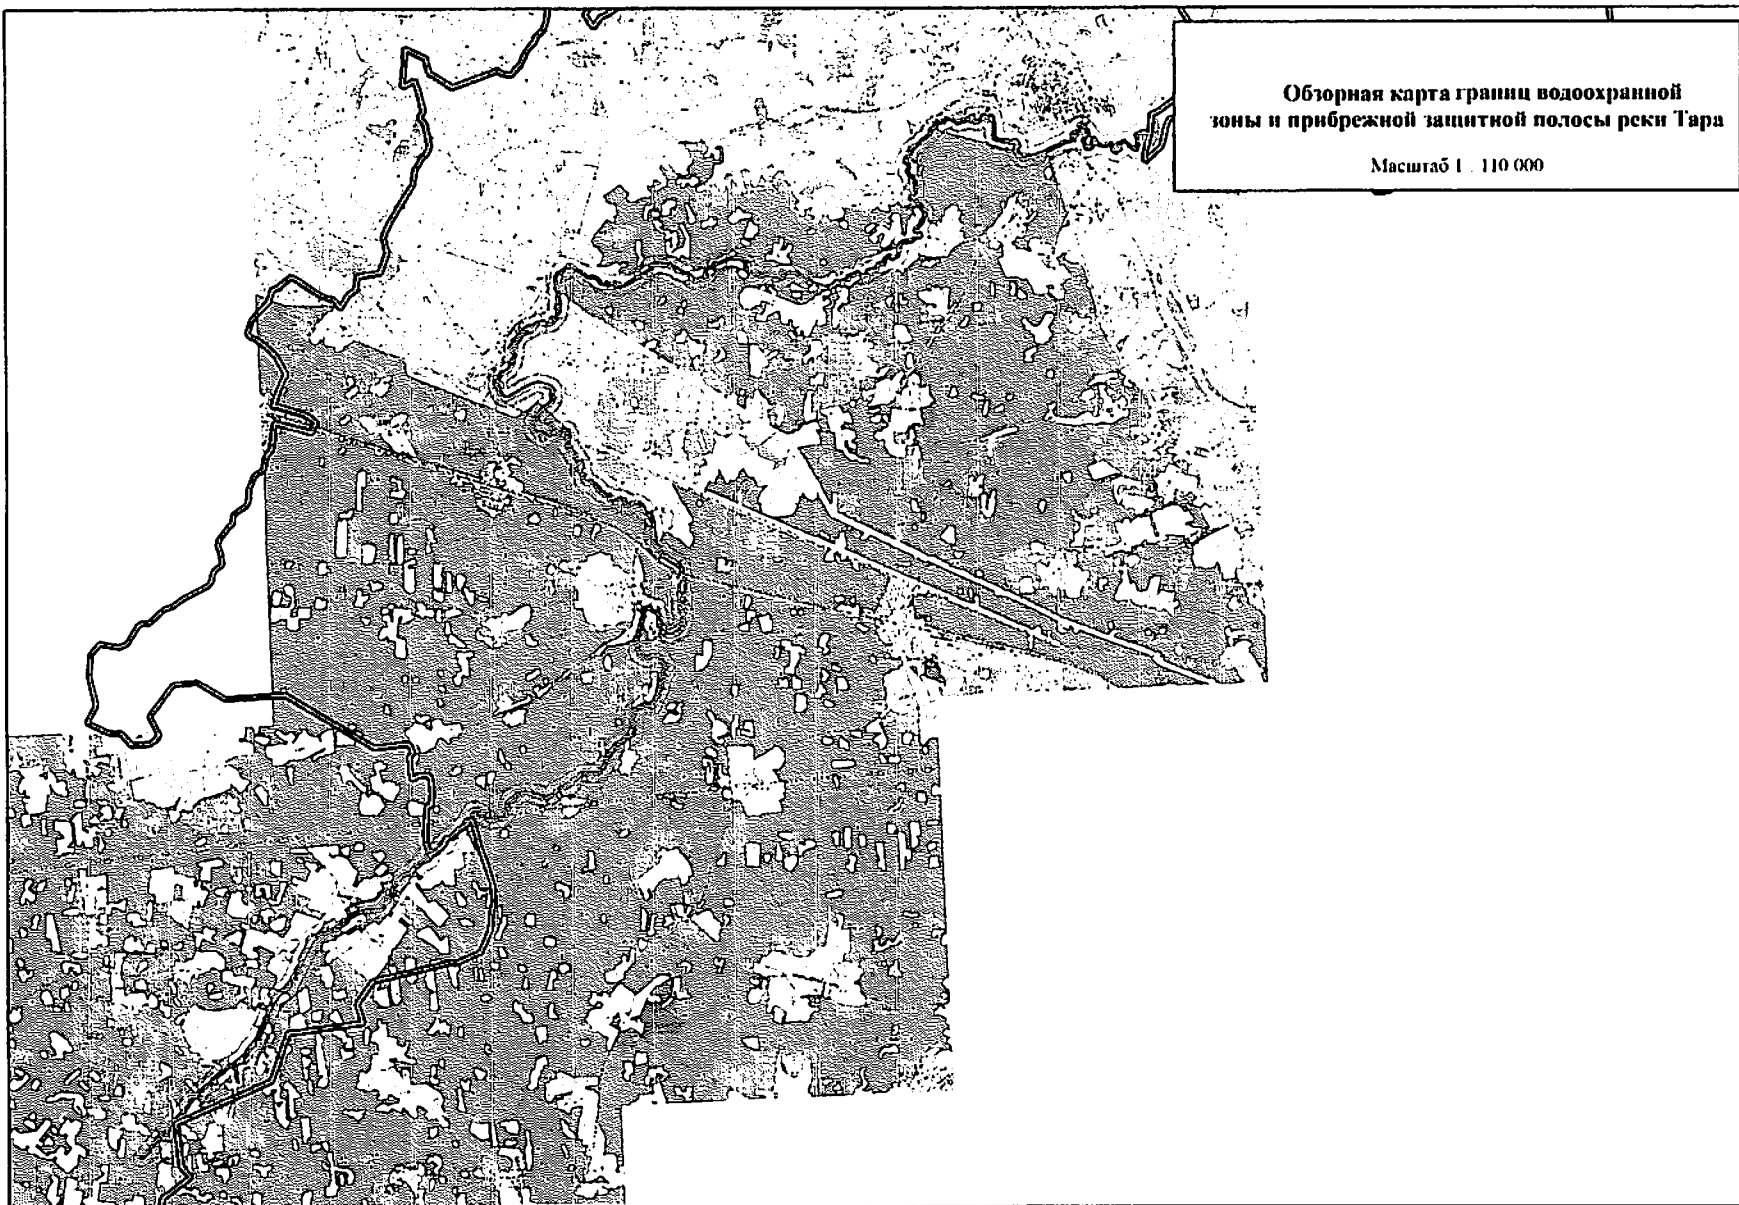 Обзорная карта границ водоохранной
зоны и прибрежной защитной полосы реки Тара
Масштаб 1 : 110 000